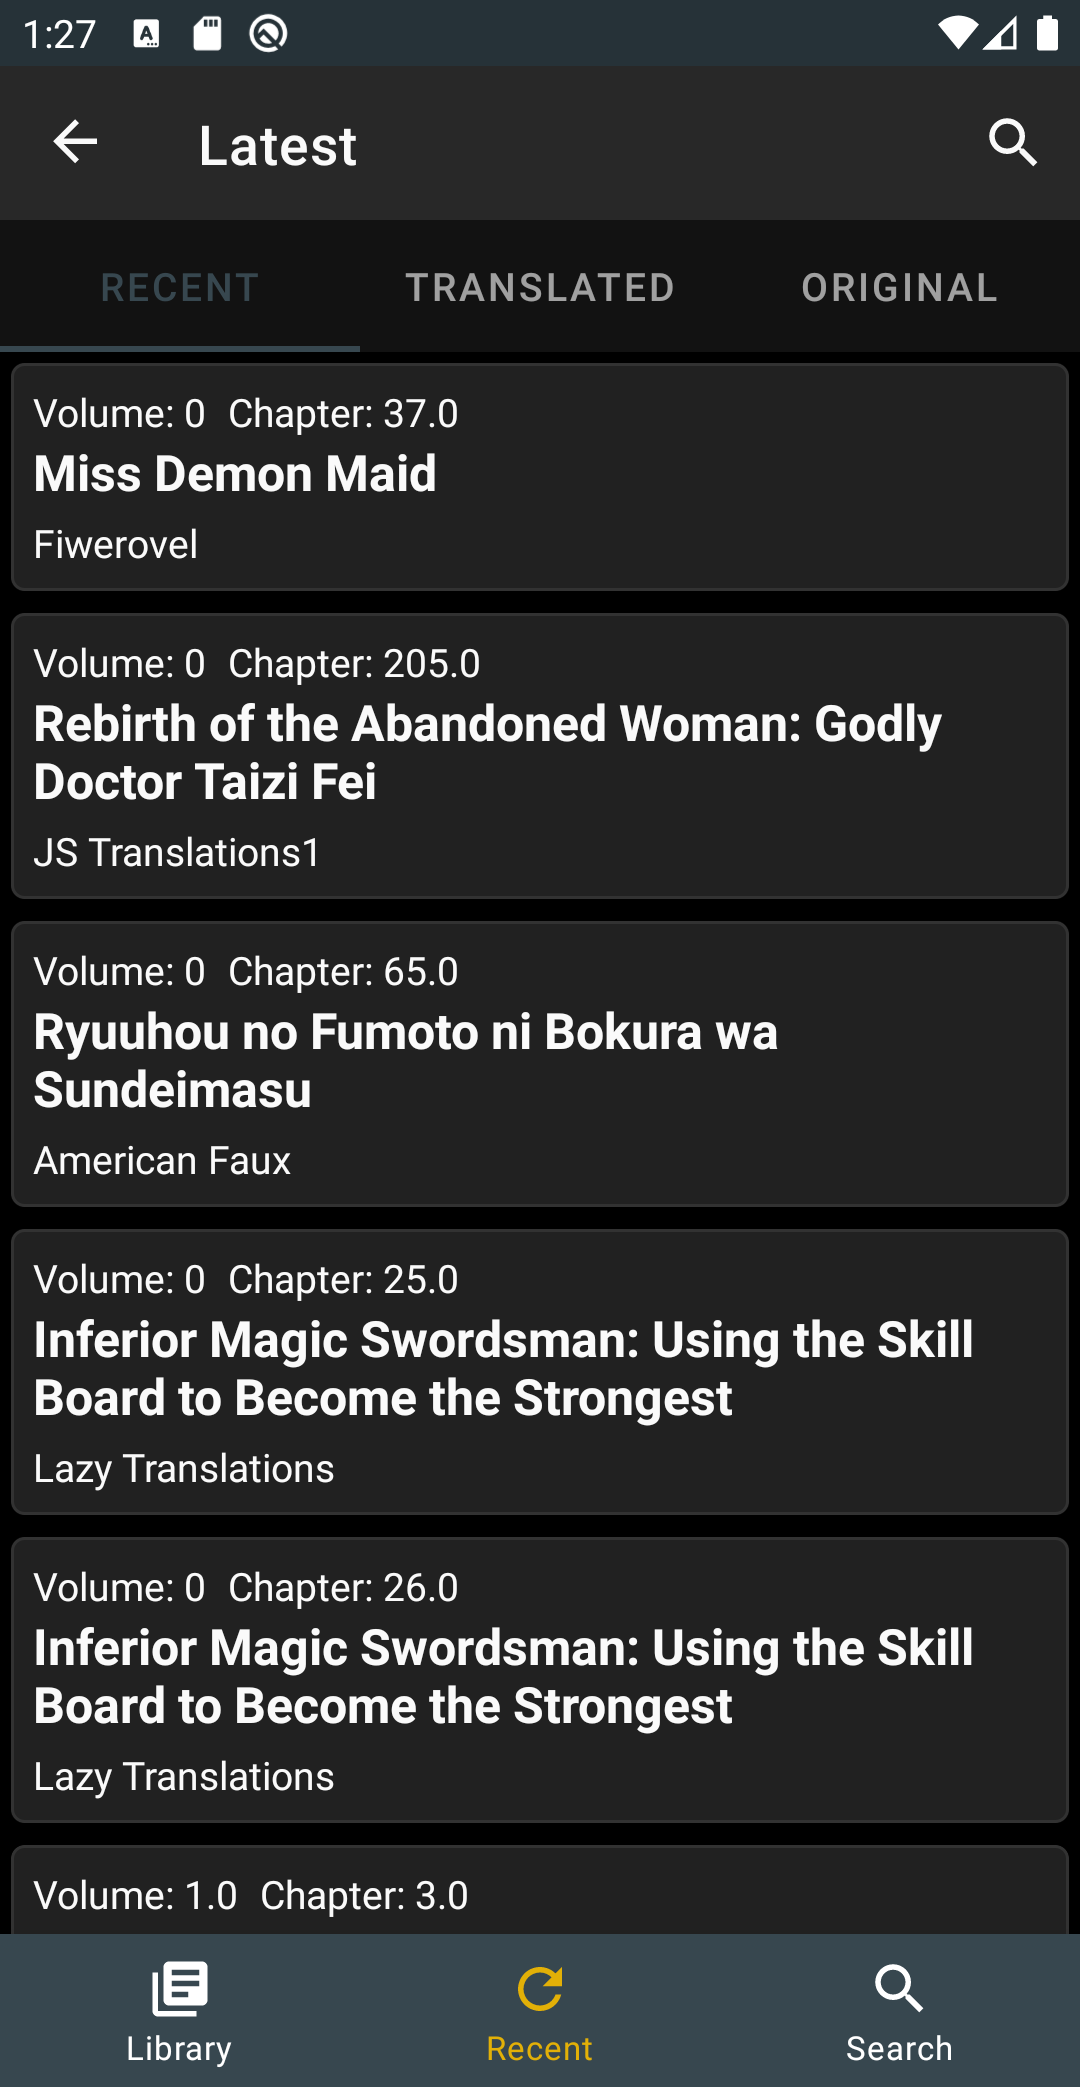 1:27
Latest
RECENT TRANSLATED ORIGINAL
Volume: 0 Chapter: 37.0
Miss Demon Maid
Fiwerovel
Volume: 0 Chapter: 205.0
Rebirth of the Abandoned Woman: Godly
Doctor Taizi Fei
JS Translations1
Volume: 0 Chapter: 65.0
Ryuuhou no Fumoto ni Bokura wa
Sundeimasu
American Faux
Volume: 0 Chapter: 25.0
Inferior Magic Swordsman: Using the Skill
Board to Become the Strongest
Lazy Translations
Volume: 0 Chapter: 26.0
Inferior Magic Swordsman: Using the Skill
Board to Become the Strongest
Lazy Translations
Volume: 1.0 Chapter: 3.0
Library Recent Search